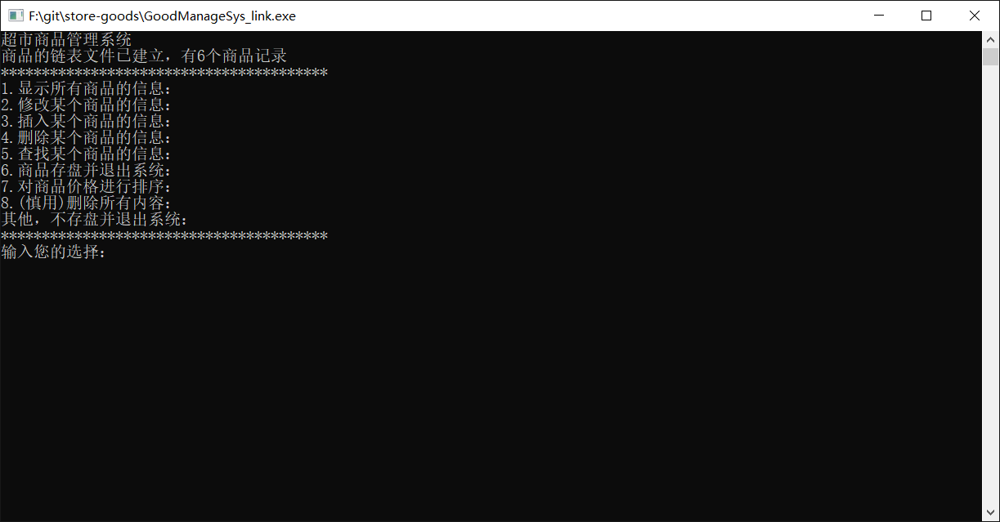 F:\git\store-goods\GoodManageSys_link.exe
超市商品管理系统
商品的链表文件已建立，有6个商品记录
****************************************
1.显示所有商品的信息：
2.修改某个商品的信息：
3.插入某个商品的信息：
4.删除某个商品的信息：
5.查找某个商品的信息：
6.商品存盘并退出系统：
7.对商品价格进行排序：
8.(慎用)删除所有内容：
其他，不存盘并退出系统：
****************************************
输入您的选择：